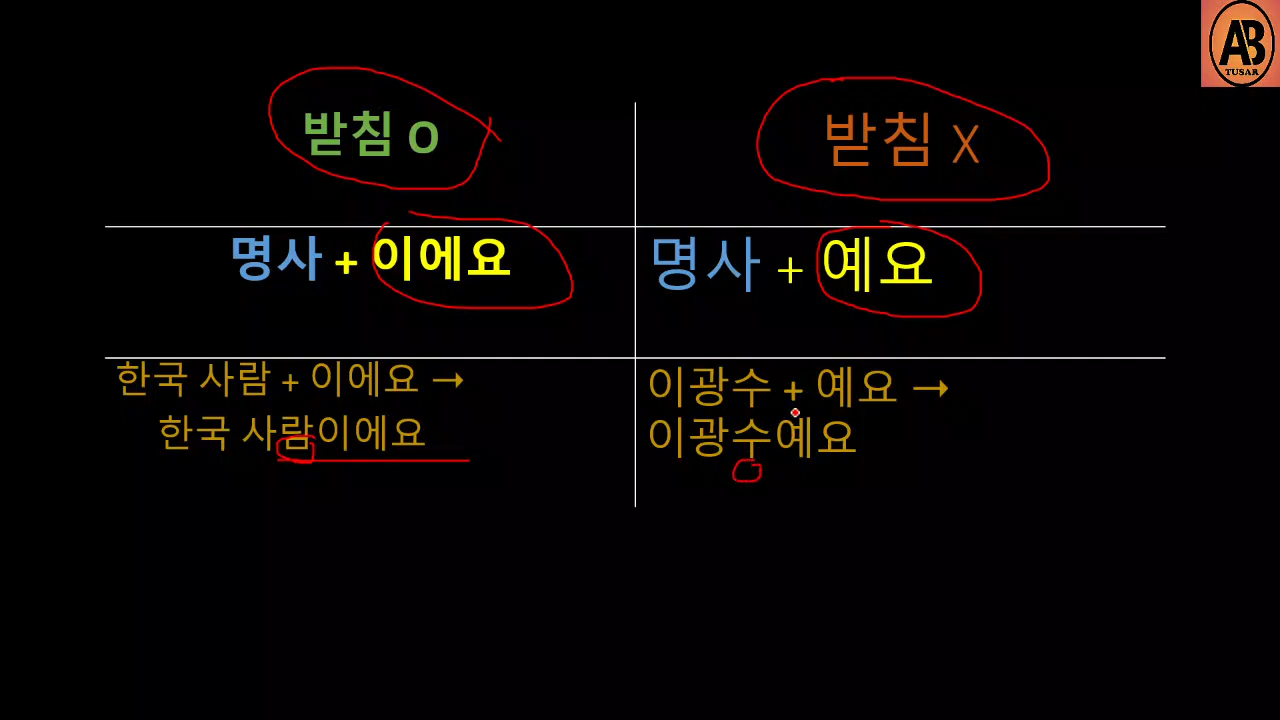 AB
TUSAR
받침 O
받침 X
명사 + 이에요
명사 + 예요
한국 사람 + 이에요 →
한국 사람이에요
이광수 + 예요 →
이광수예요